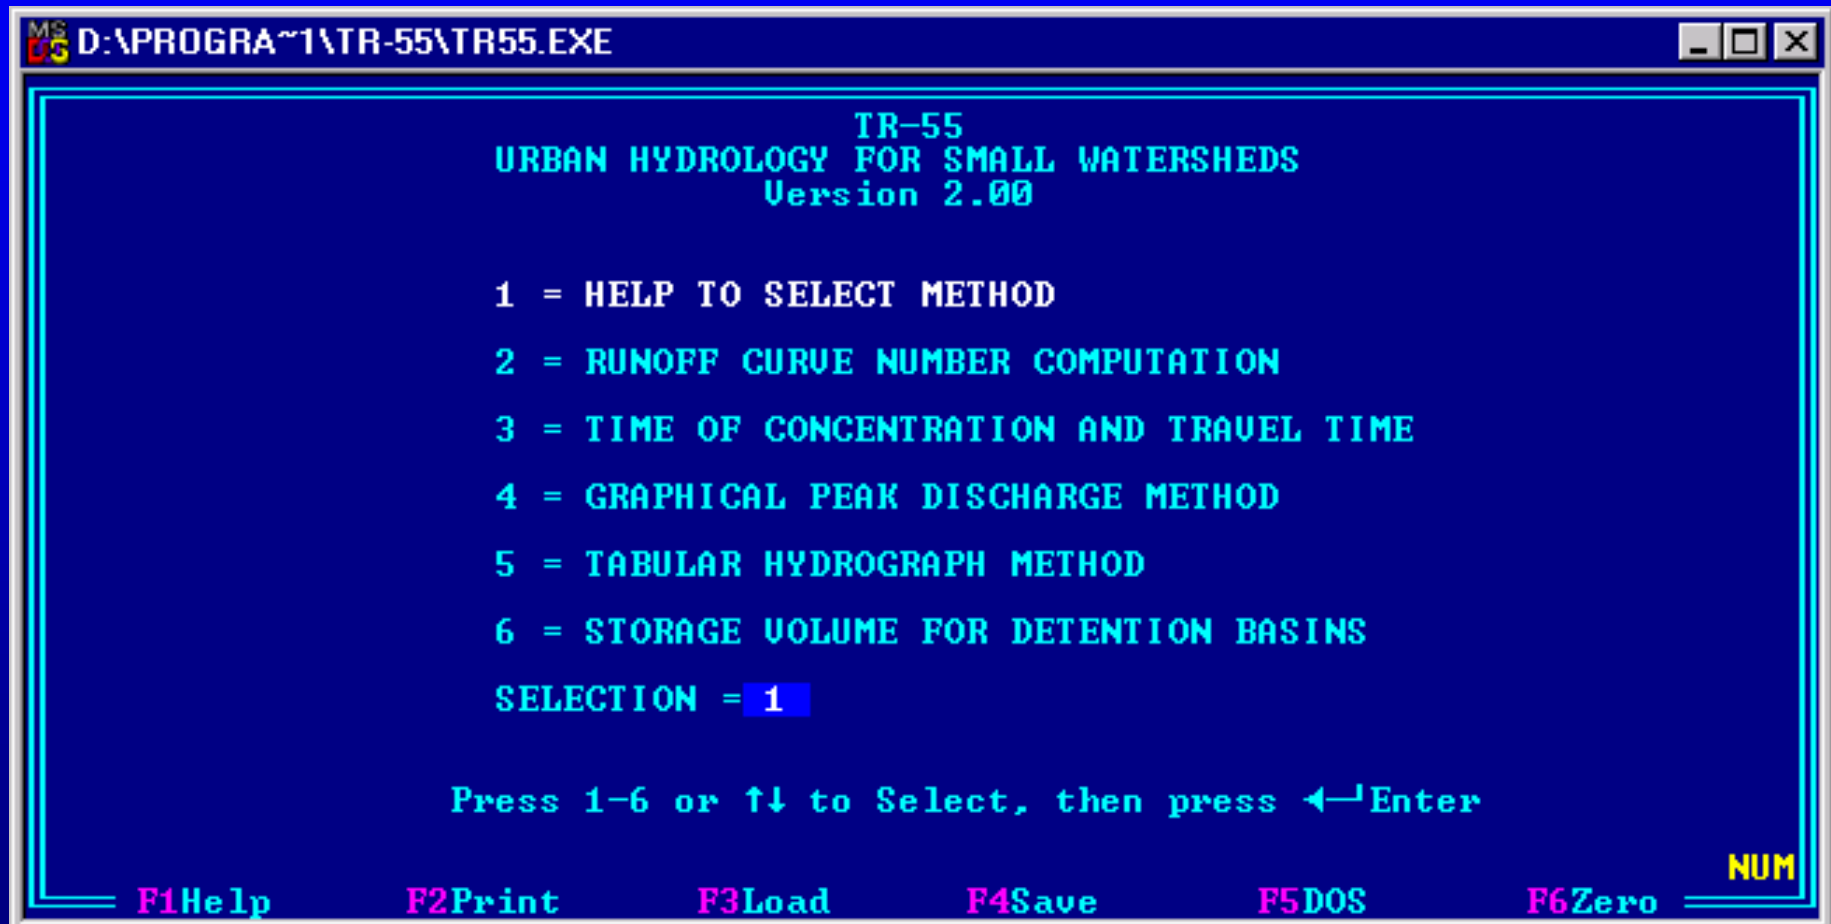 MS DOS D:\PROGRA~1\TR-55\TR55.EXE
TR-55
URBAN HYDROLOGY FOR SMALL WATERSHEDS
Version 2.00
1 = HELP TO SELECT METHOD
2 = RUNOFF CURVE NUMBER COMPUTATION
3 = TIME OF CONCENTRATION AND TRAVEL TIME
4 = GRAPHICAL PEAK DISCHARGE METHOD
5 = TABULAR HYDROGRAPH METHOD
6 = STORAGE VOLUME FOR DETENTION BASINS
SELECTION = 1
Press 1-6 or ↑↓ to Select, then press ◄─┘Enter
NUM
F1Help F2Print F3Load F4Save F5DOS F6Zero